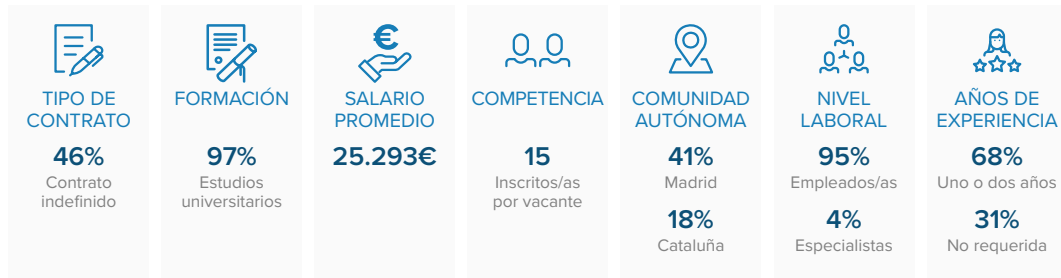 TIPO DE
CONTRATO
46%
Contrato
indefinido
FORMACIÓN
97%
Estudios
universitarios
€
SALARIO
PROMEDIO
25.293€
COMPETENCIA
15
Inscritos/as
por vacante
COMUNIDAD
AUTÓNOMA
41%
Madrid
18%
Cataluña
NIVEL
LABORAL
95%
Empleados/as
4%
Especialistas
AÑOS DE
EXPERIENCIA
68%
Uno o dos años
31%
No requerida